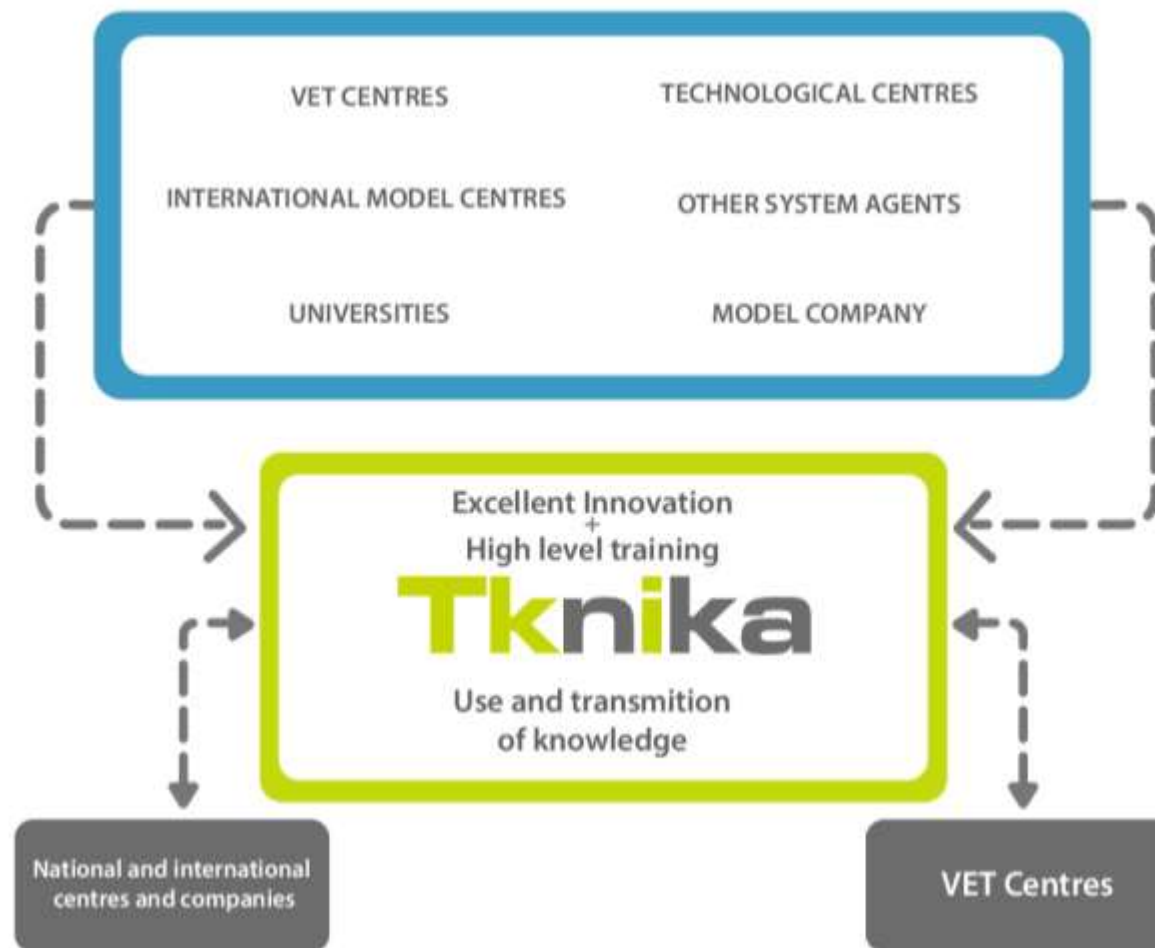 VET CENTRES
TECHNOLOGICAL CENTRES
INTERNATIONAL MODEL CENTRES
OTHER SYSTEM AGENTS
UNIVERSITIES
MODEL COMPANY
Excellent Innovation
+
High level training
Tknika
Use and transmition
of knowledge
National and international
centres and companies
VET Centres